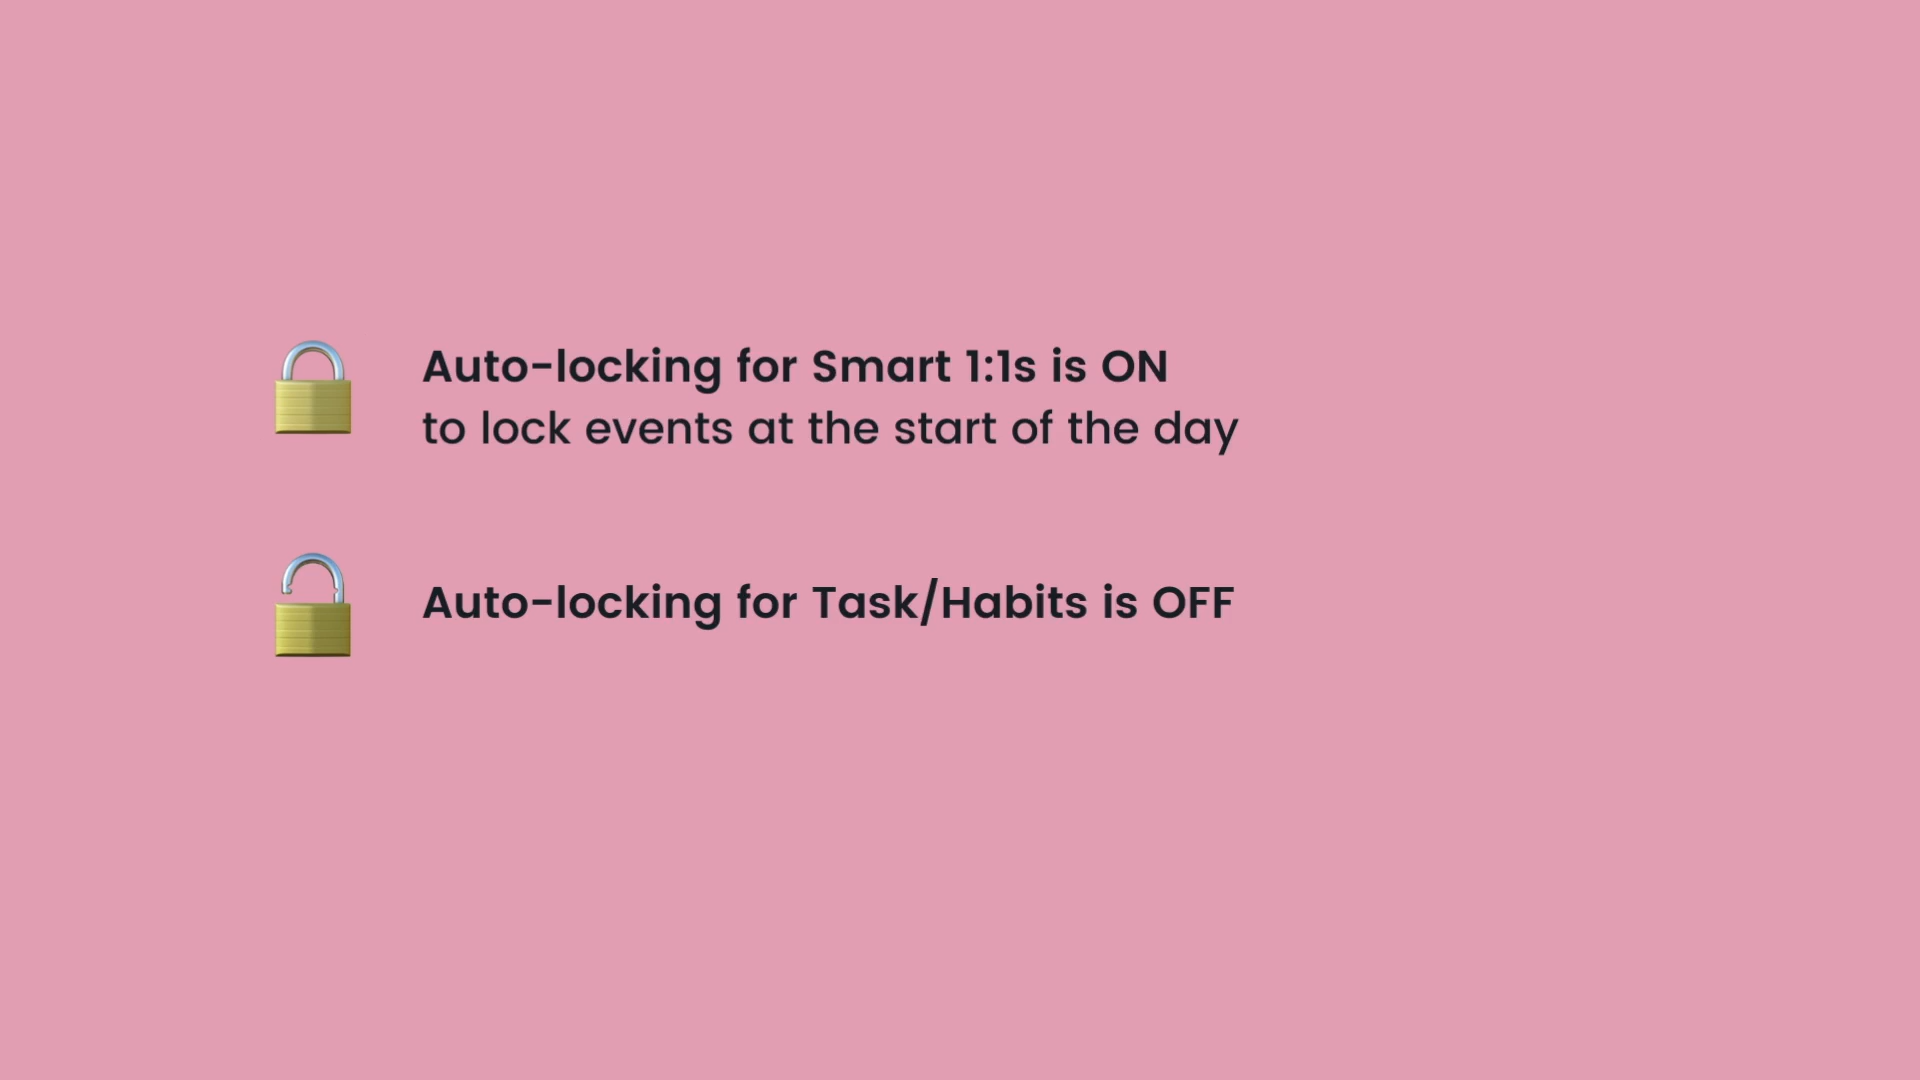 Auto-locking for Smart 1:1s is ON
to lock events at the start of the day
Auto-locking for Task/Habits is OFF